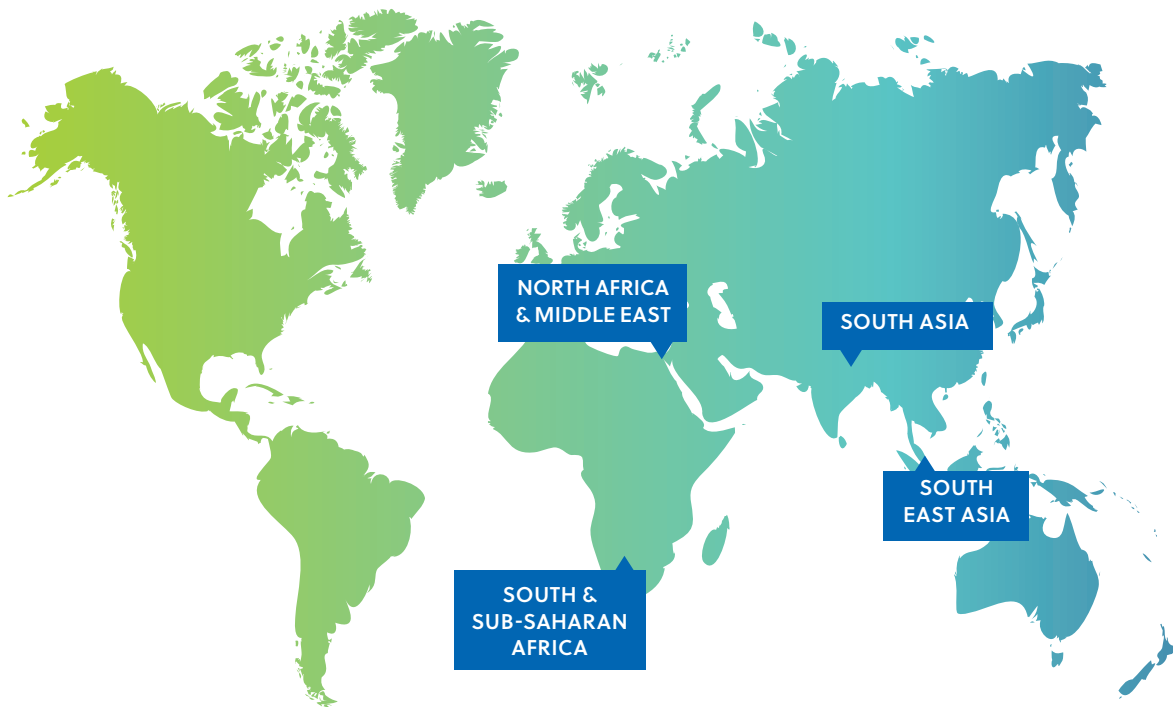 NORTH AFRICA
& MIDDLE EAST
SOUTH ASIA
SOUTH
EAST ASIA
SOUTH &
SUB-SAHARAN
AFRICA